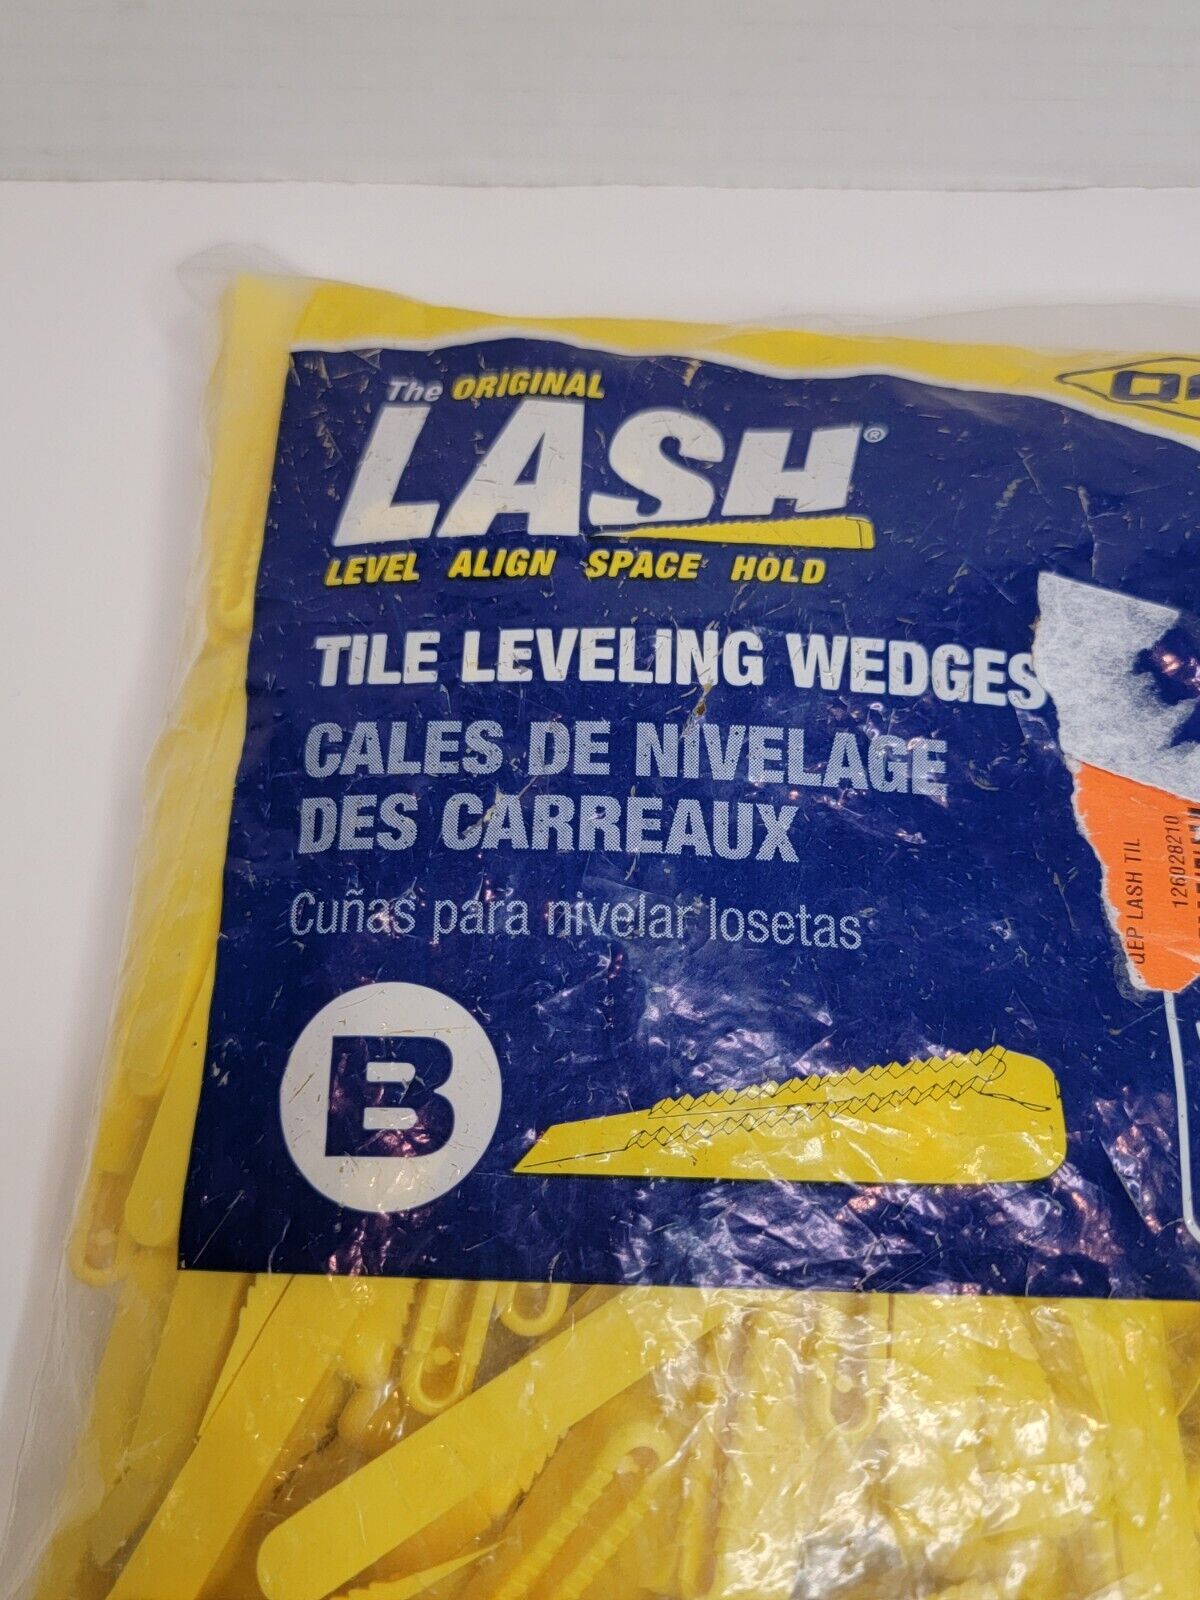 The ORIGINAL
LASH®
LEVEL ALIGN SPACE HOLD
TILE LEVELING WEDGES
CALES DE NIVELAGE
DES CARREAUX
Cuñas para nivelar losetas
B
QEP LASH TIL
126028210